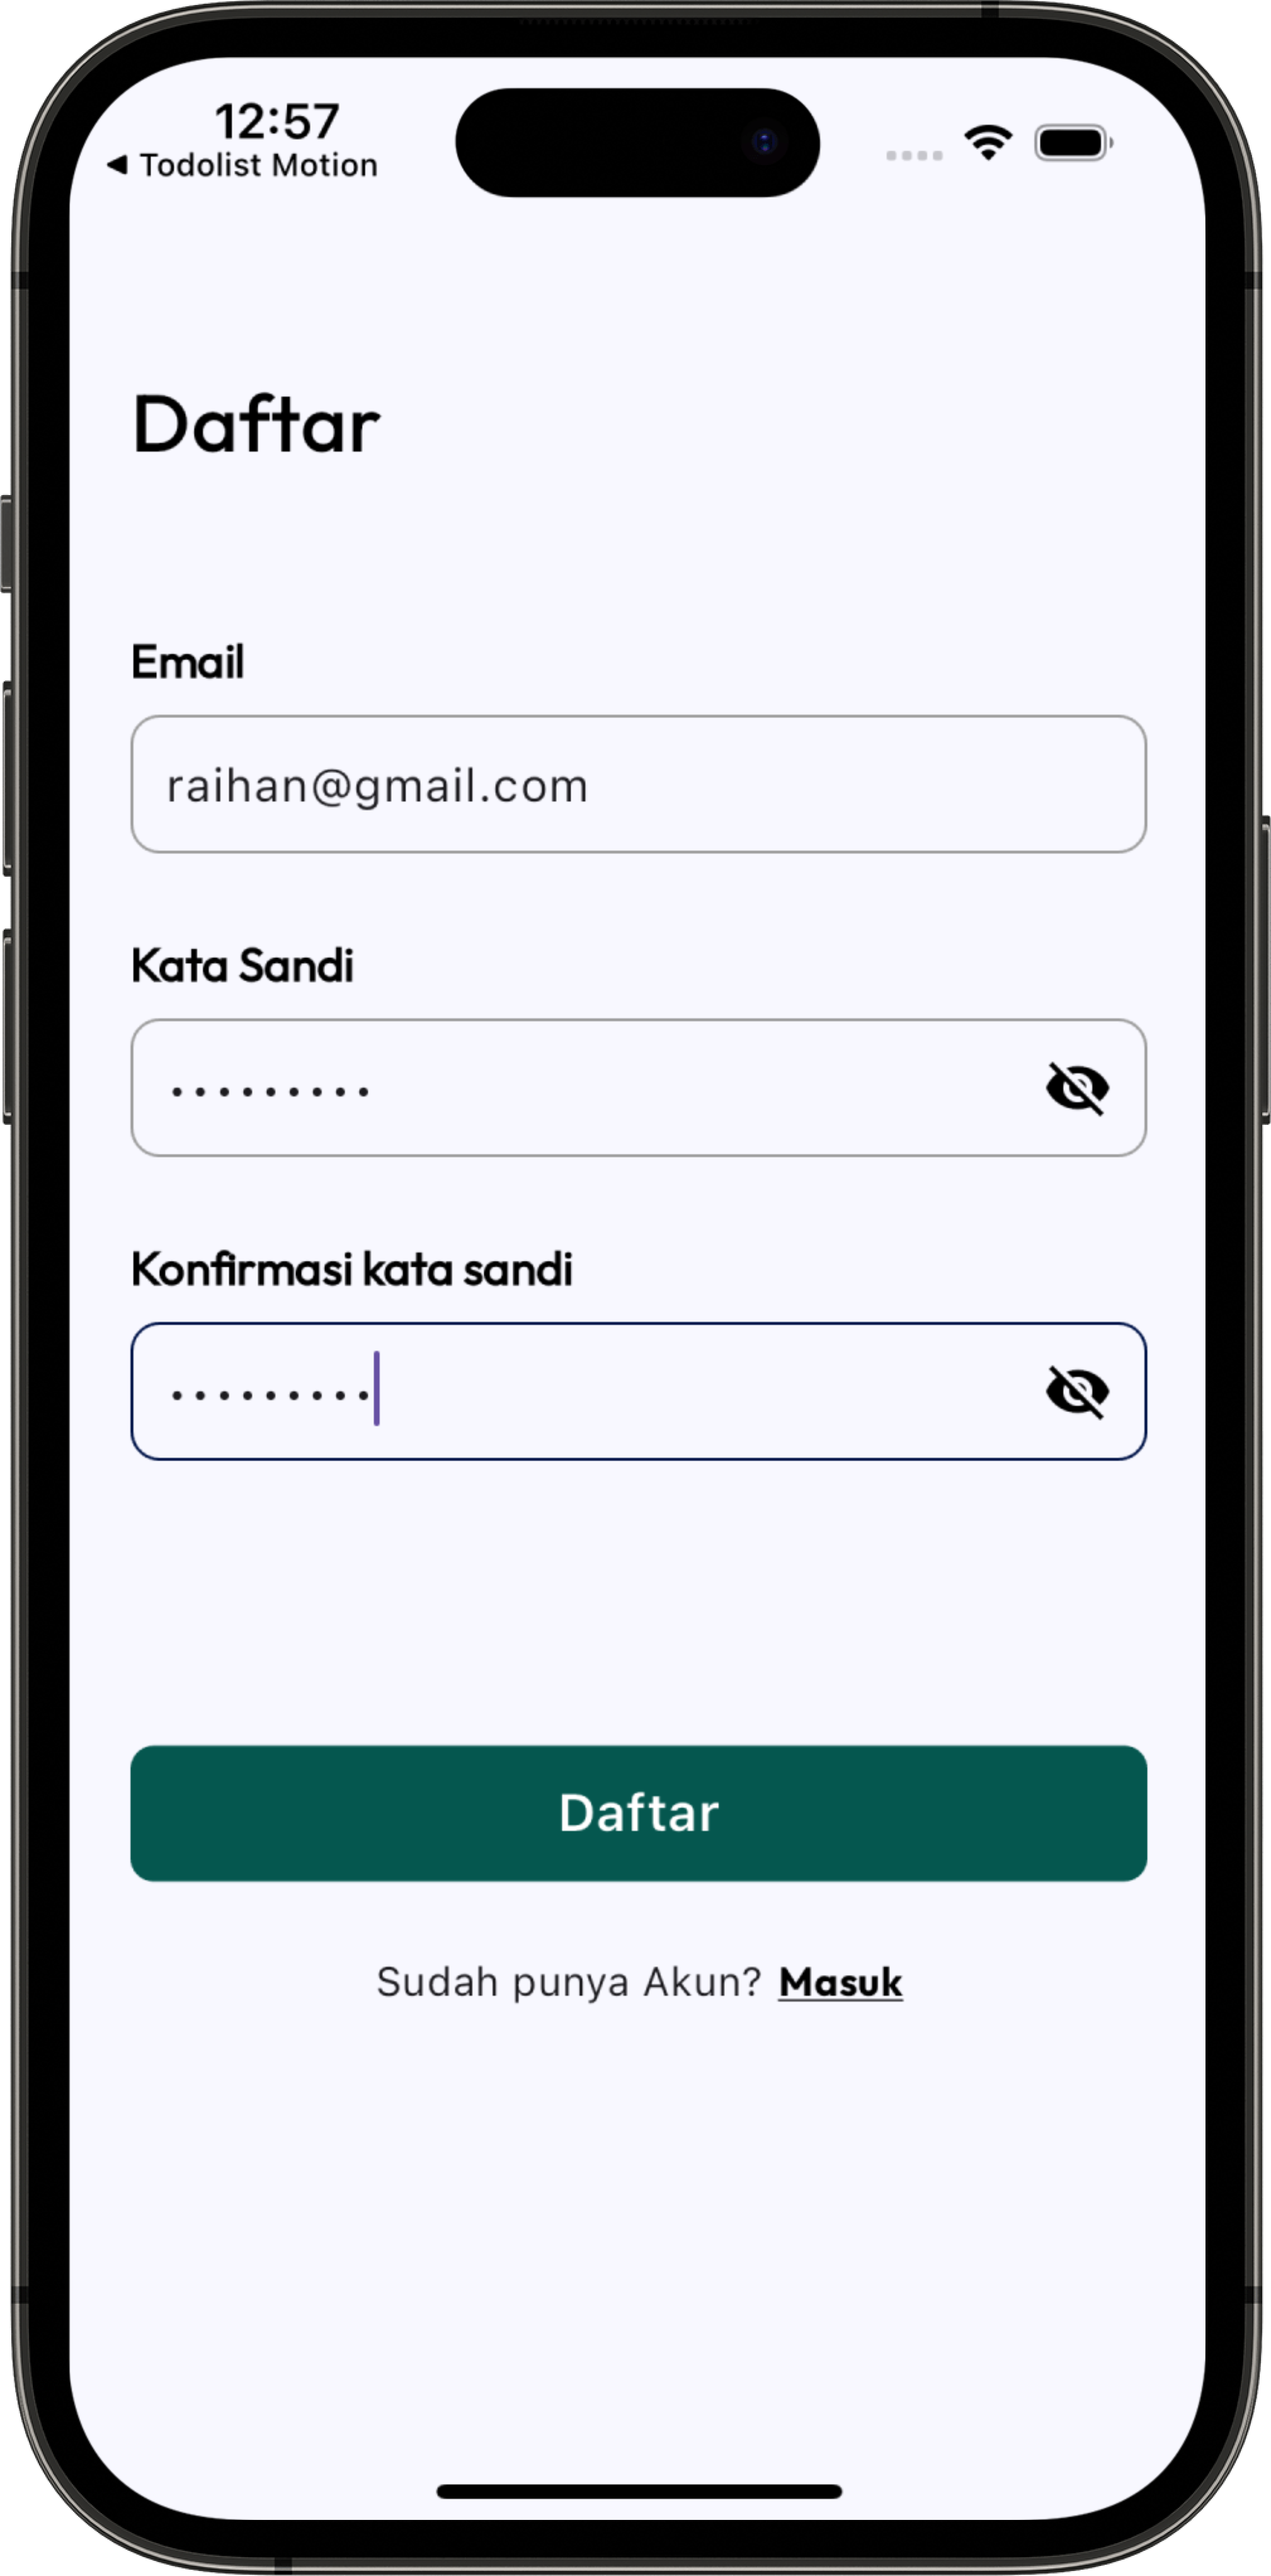 12:57
◀ Todolist Motion
Daftar
Email
raihan@gmail.com
Kata Sandi
•••••••••
Konfirmasi kata sandi
•••••••••
Daftar
Sudah punya Akun? Masuk